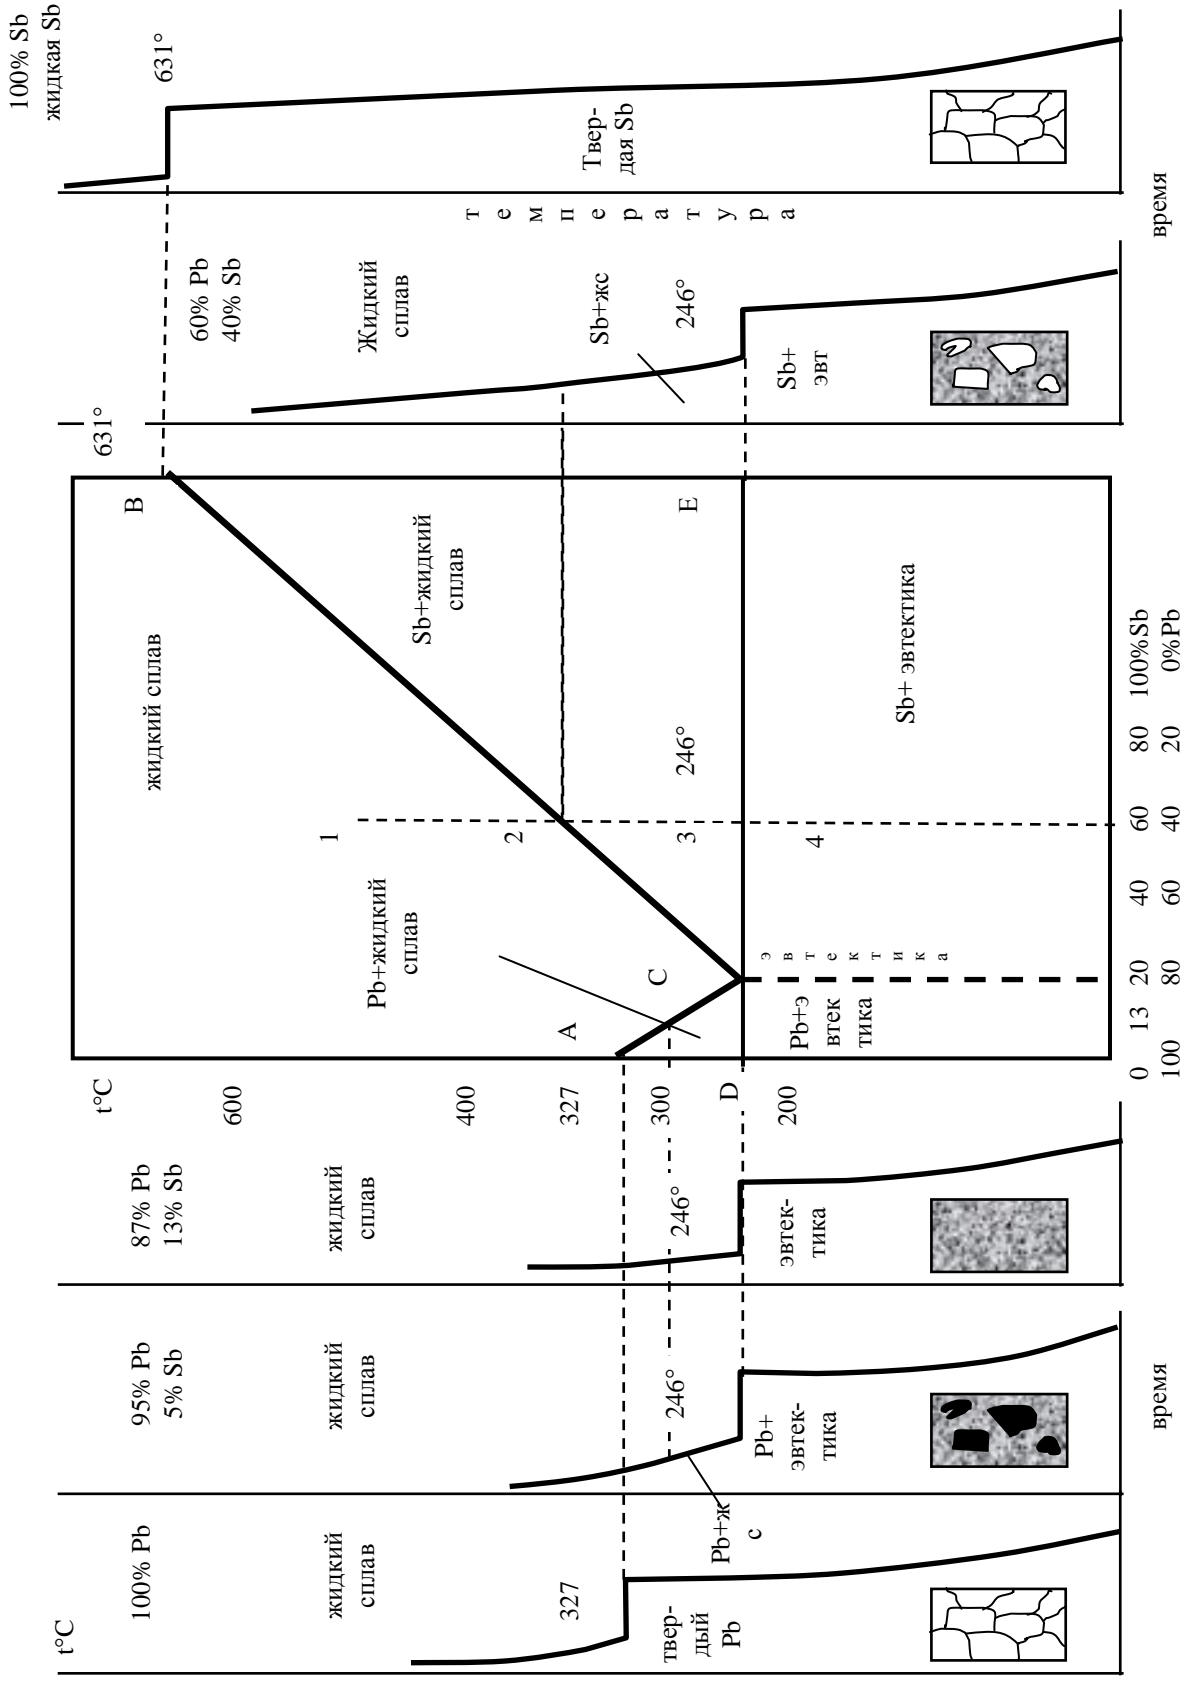 t°C
100% Pb
жидкий
сплав
327
твер-
дый
Pb
Pb+ж
с
95% Pb
5% Sb
жидкий
сплав
246°
Pb+
эвтек-
тика
время
87% Pb
13% Sb
жидкий
сплав
246°
эвтек-
тика
t°C
600
400
327
300
D
200
жидкий сплав
B
631°
Pb+жидкий
сплав
Sb+жидкий
сплав
A
C
1
2
3
4
246°
E
Pb+э
втек
тика
эвтектика
Sb+ эвтектика
0 13 20 40 60 80 100%Sb
100 80 60 40 20 0%Pb
60% Pb
40% Sb
Жидкий
сплав
Sb+жс
246°
Sb+
эвт
температура
время
100% Sb
жидкая Sb
631°
Твер-
дая Sb